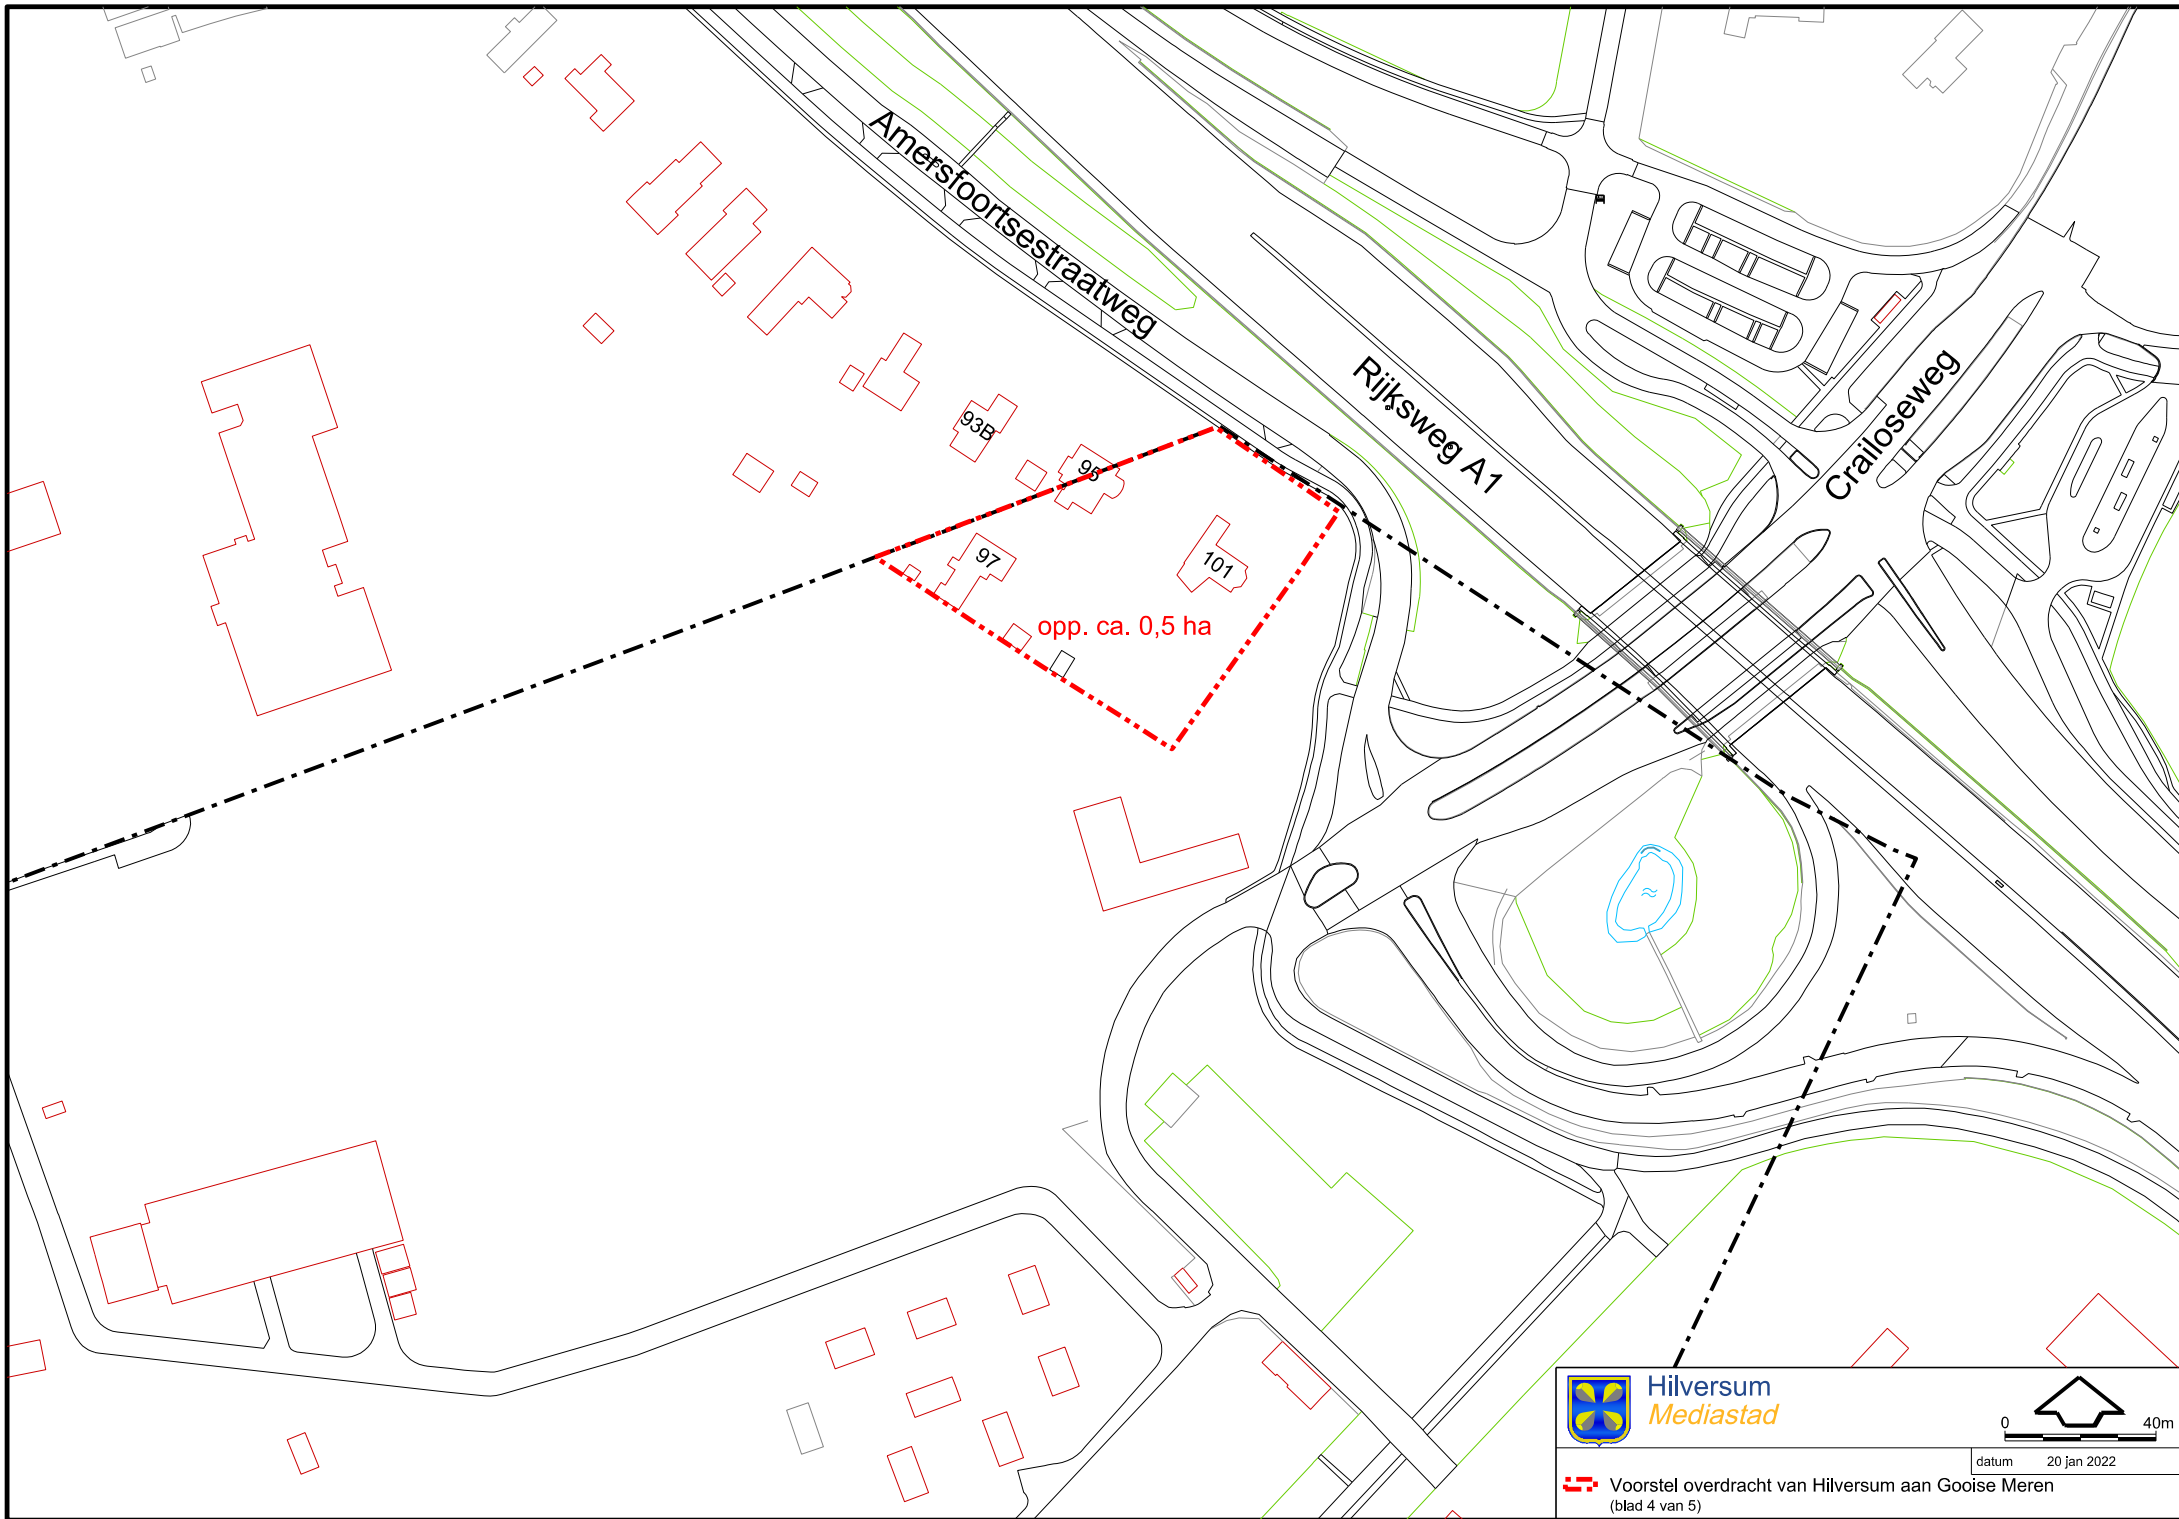 Amersfoortsestraatweg
Rijksweg A1
Crailoseweg
93B
95
97
101
opp. ca. 0,5 ha
Hilversum
Mediastad
0 40m
datum 20 jan 2022
Voorstel overdracht van Hilversum aan Gooise Meren
(blad 4 van 5)